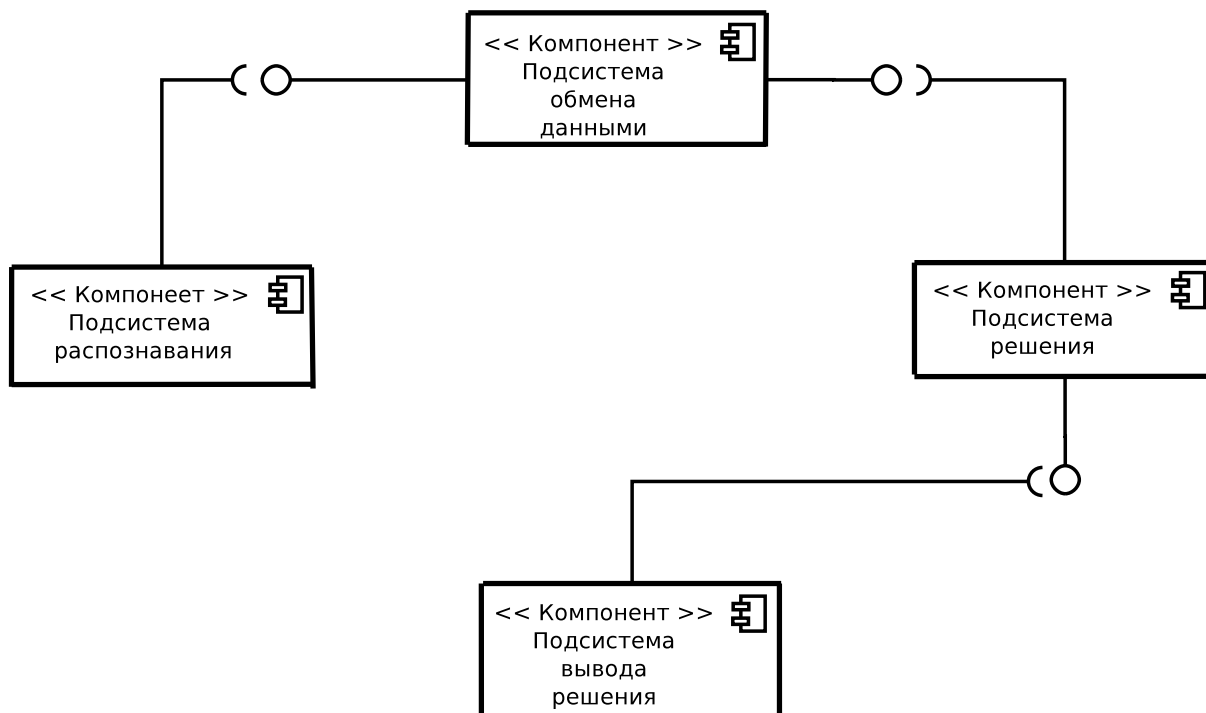 << Компонент >>
Подсистема
обмена
данными
<< Компонеет >>
Подсистема
распознавания
<< Компонент >>
Подсистема
решения
<< Компонент >>
Подсистема
вывода
решения